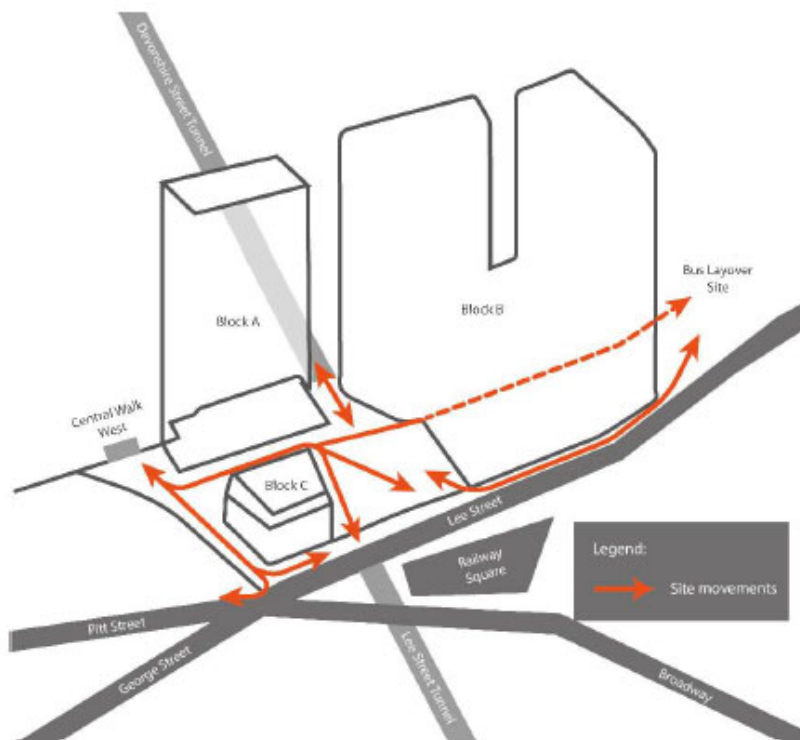 Devonshire Street Tunnel
Block A
Block B
Bus Layover
Site
Central Walk
West
Block C
Lee Street
Railway
Square
Legend:
Site movements
Pitt Street
George Street
Lee Street Tunnel
Broadway